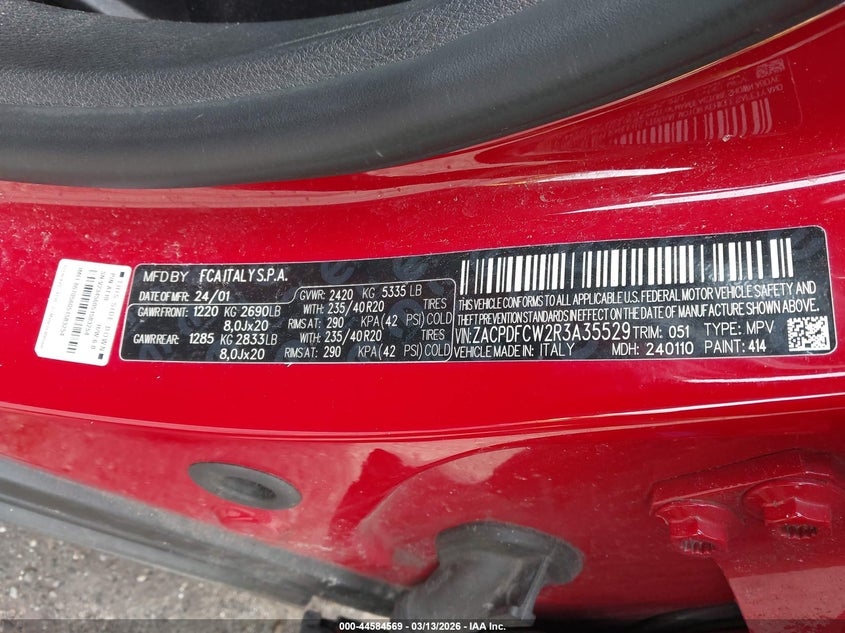 MFD BY FCA ITALY S.P.A.
DATE OF MFR: 24/01 GVWR: 2420 KG 5335 LB
GAWR FRONT: 1220 KG 2690LB WITH: 235/40 R20 TIRES
8,0Jx20 RIMS AT: 290 KPA (42 PSI) COLD
GAWR REAR: 1285 KG 2833LB WITH: 235/40 R20 TIRES
8,0Jx20 RIMS AT: 290 KPA (42 PSI) COLD
THIS VEHICLE CONFORMS TO ALL APPLICABLE FEDERAL MOTOR VEHICLE SAFETY AND
THEFT PREVENTION STANDARDS IN EFFECT ON THE DATE OF MANUFACTURE SHOWN ABOVE.
VIN: ZACPDFCW2R3A35529 TRIM: 051 TYPE: MPV
VEHICLE MADE IN: ITALY MDH: 240110 PAINT: 414
000-44584569 | 03/13/2026 | IAA Inc.